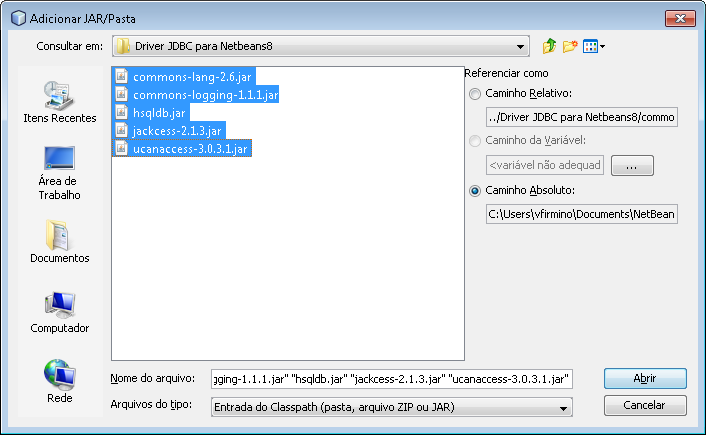 Adicionar JAR/Pasta
Consultar em: Driver JDBC para Netbeans8
Itens Recentes
Área de
Trabalho
Documentos
Computador
Rede
commons-lang-2.6.jar
commons-logging-1.1.1.jar
hsqldb.jar
jackcess-2.1.3.jar
ucanaccess-3.0.3.1.jar
Referenciar como
Caminho Relativo:
../Driver JDBC para Netbeans8/commo
Caminho da Variável:
<variável não adequad
...
Caminho Absoluto:
C:\Users\vfirmino\Documents\NetBean
Nome do arquivo: gging-1.1.1.jar" "hsqldb.jar" "jackcess-2.1.3.jar" "ucanaccess-3.0.3.1.jar"
Abrir
Arquivos do tipo: Entrada do Classpath (pasta, arquivo ZIP ou JAR)
Cancelar